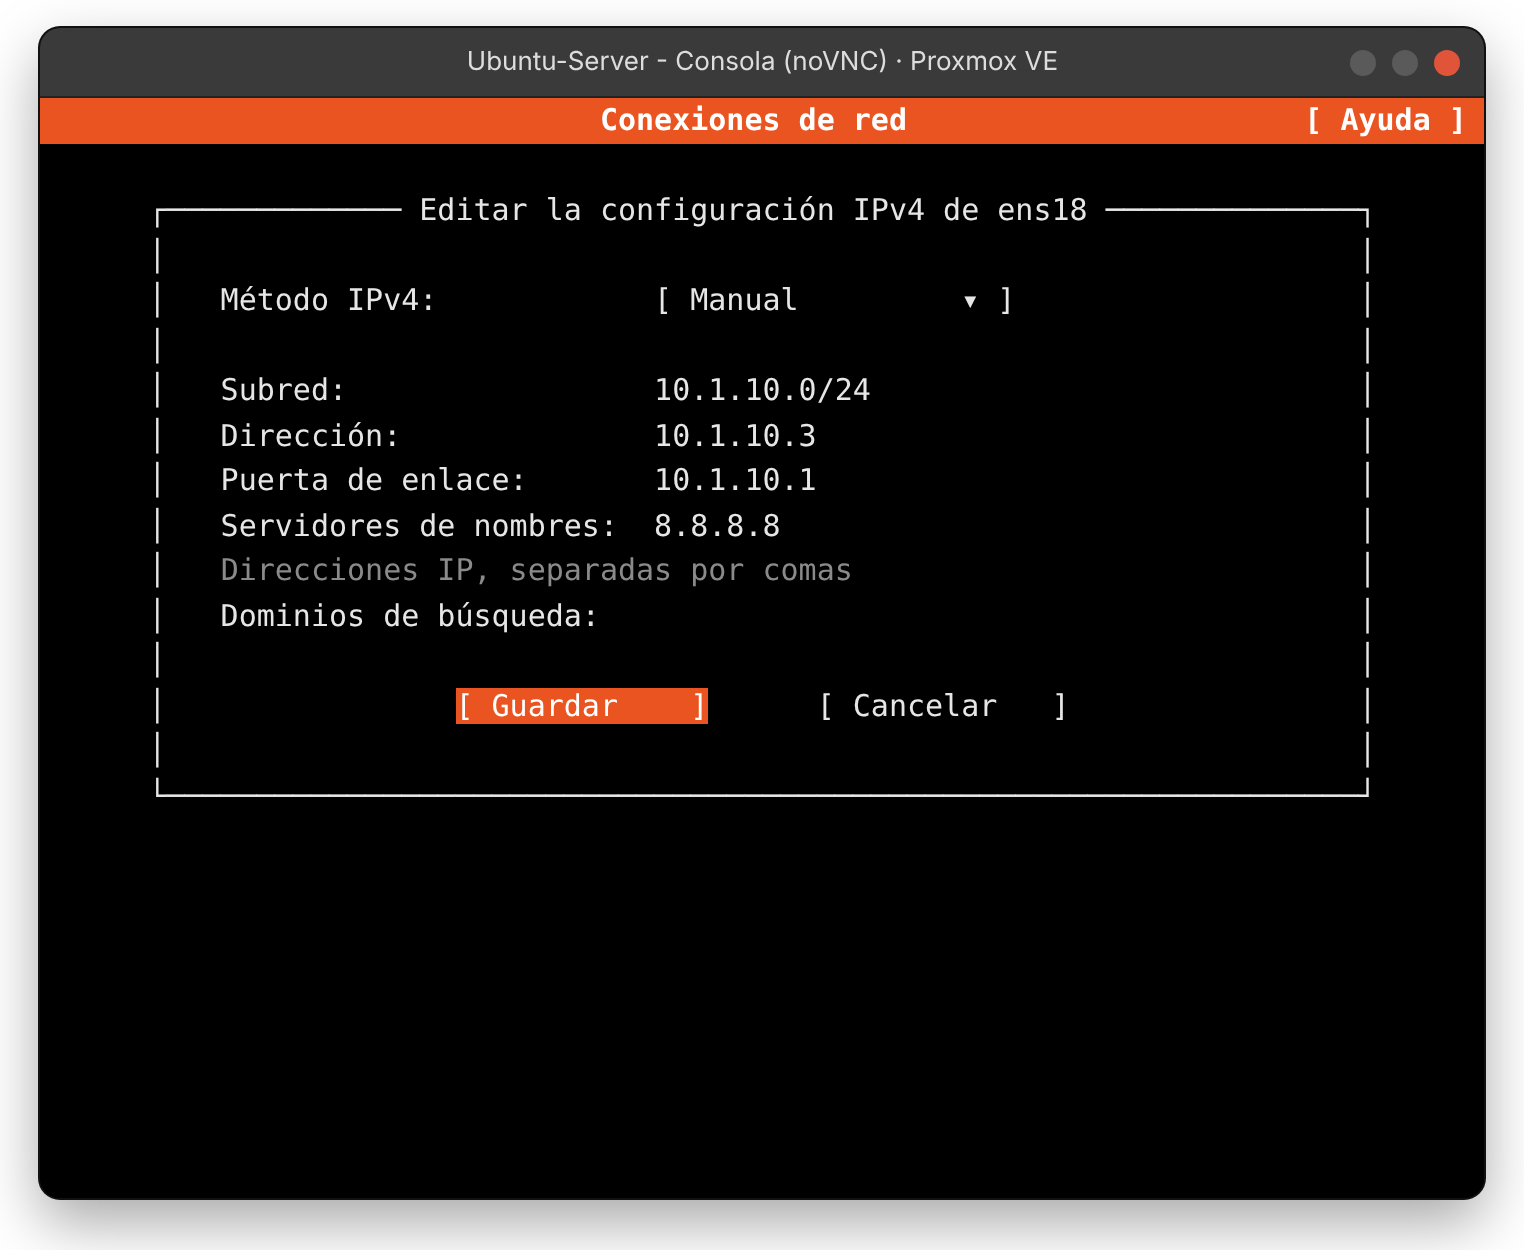 Ubuntu-Server - Consola (noVNC) · Proxmox VE
Conexiones de red [ Ayuda ]
Editar la configuración IPv4 de ens18
Método IPv4: [ Manual ▾ ]
Subred: 10.1.10.0/24
Dirección: 10.1.10.3
Puerta de enlace: 10.1.10.1
Servidores de nombres: 8.8.8.8
Direcciones IP, separadas por comas
Dominios de búsqueda:
[ Guardar ] [ Cancelar ]